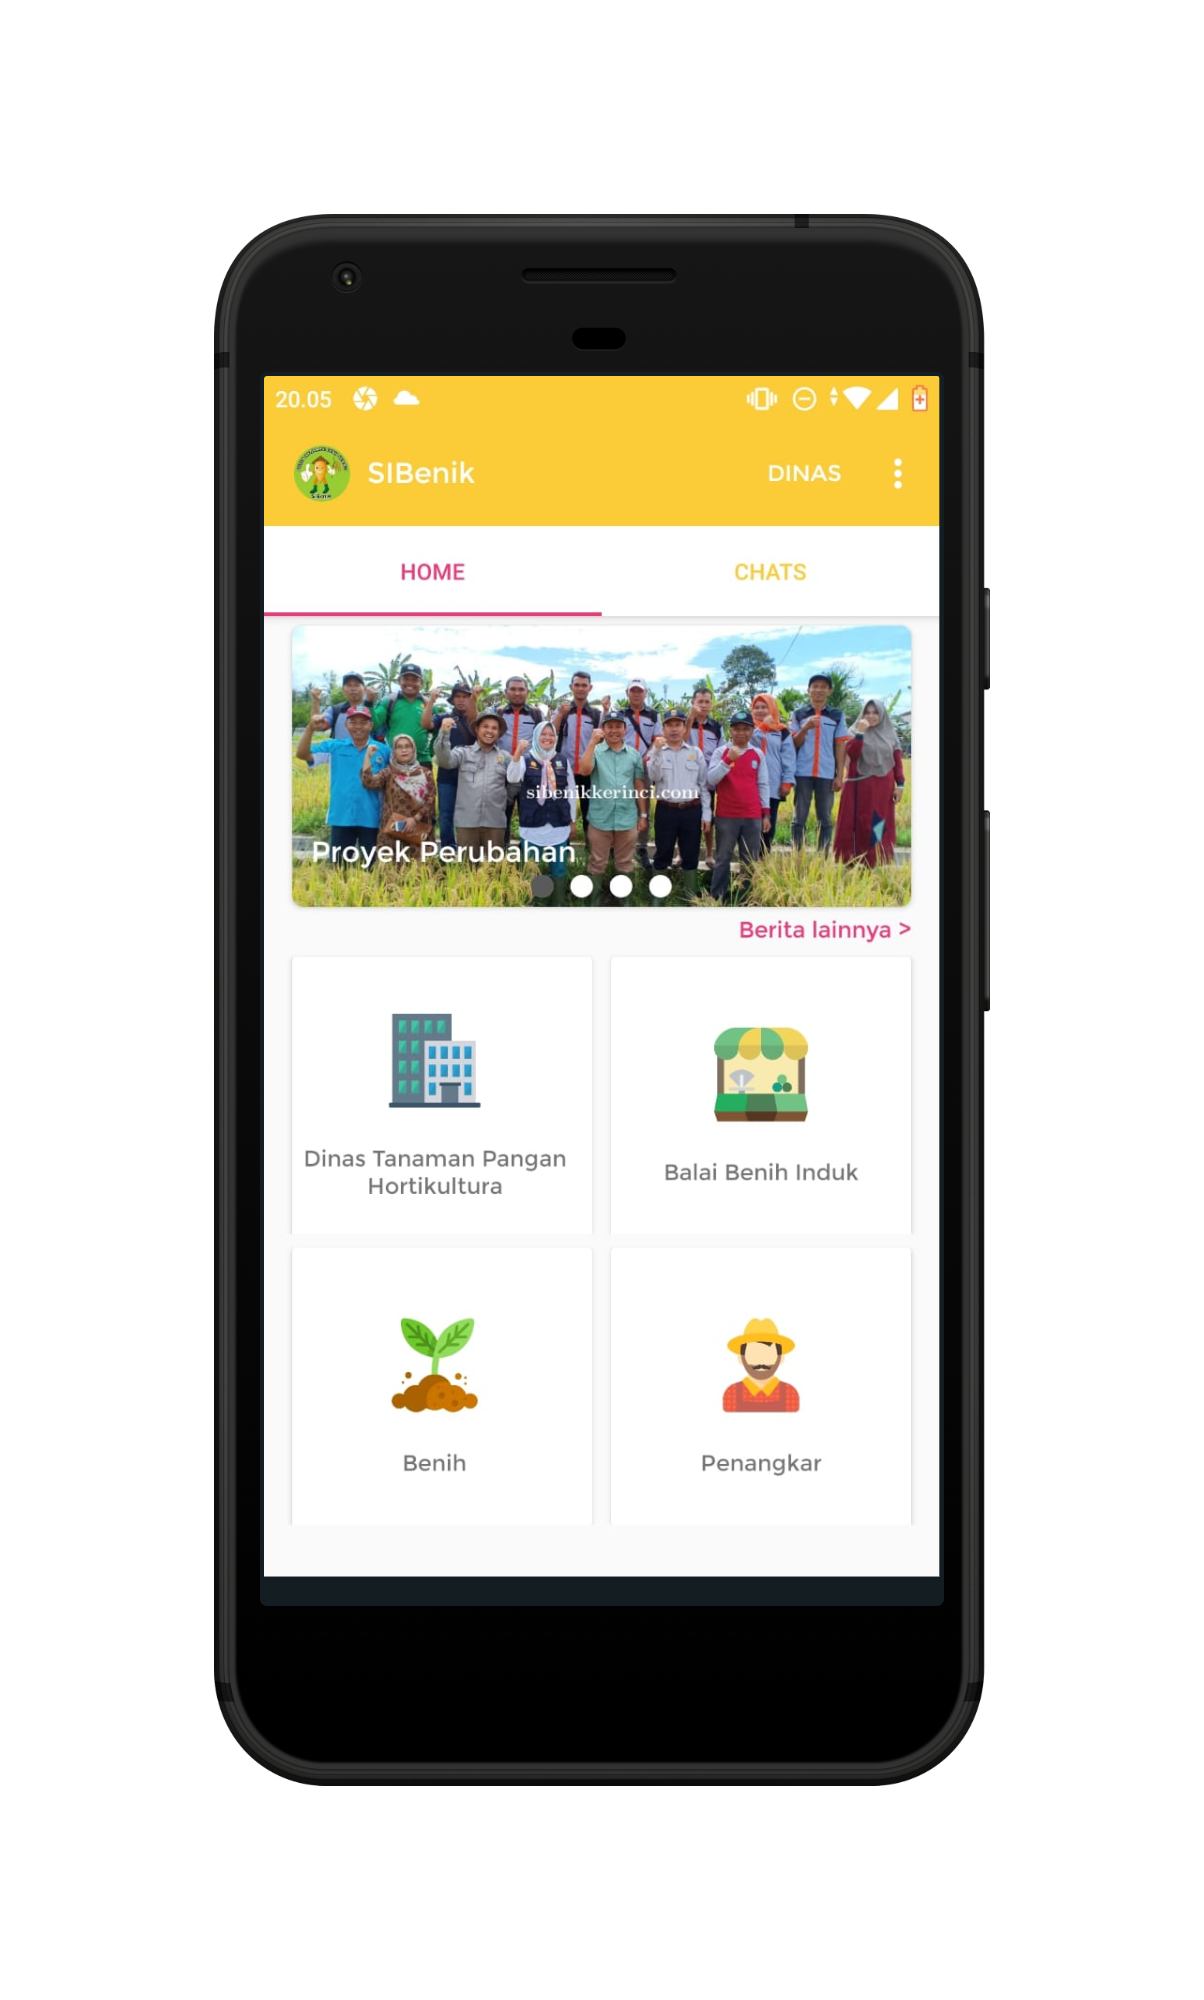 20.05
SIBenik
DINAS
HOME
CHATS
sibenikkerinci.com
Proyek Perubahan
Berita lainnya >
Dinas Tanaman Pangan
Hortikultura
Balai Benih Induk
Benih
Penangkar